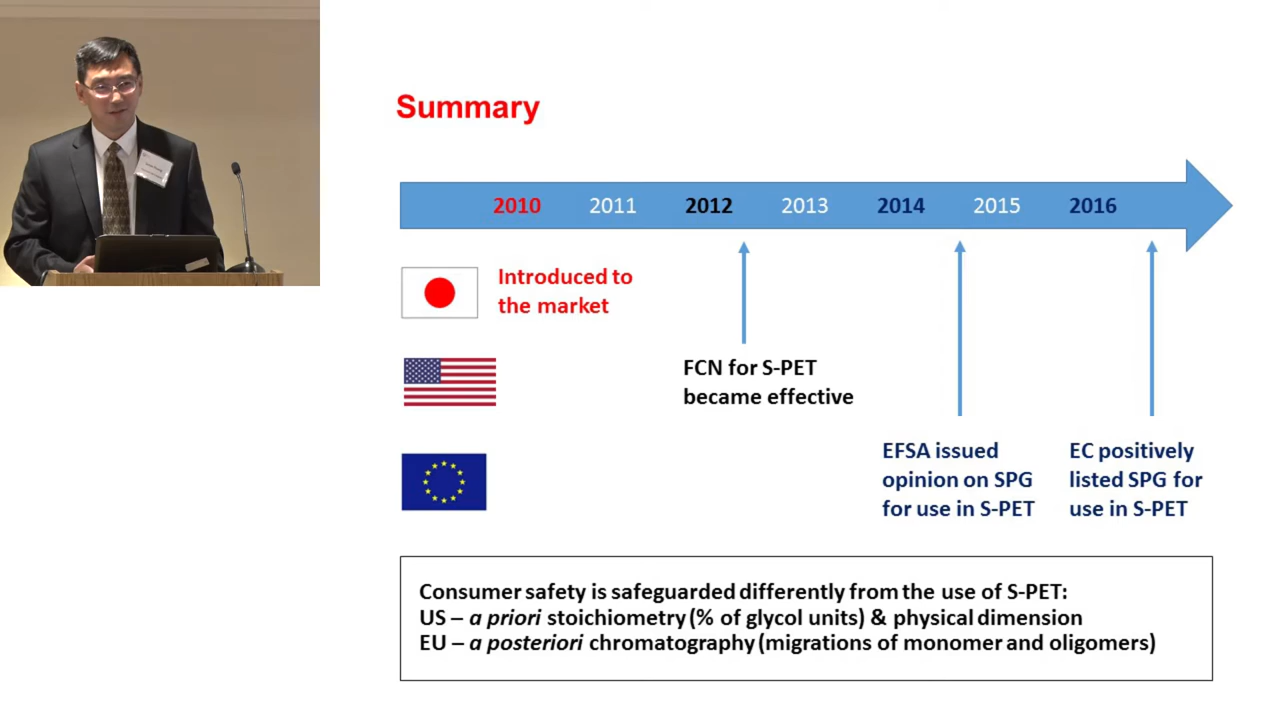 Summary
2010 2011 2012 2013 2014 2015 2016
Introduced to
the market
FCN for S-PET
became effective
EFSA issued
opinion on SPG
for use in S-PET
EC positively
listed SPG for
use in S-PET
Consumer safety is safeguarded differently from the use of S-PET:
US – a priori stoichiometry (% of glycol units) & physical dimension
EU – a posteriori chromatography (migrations of monomer and oligomers)